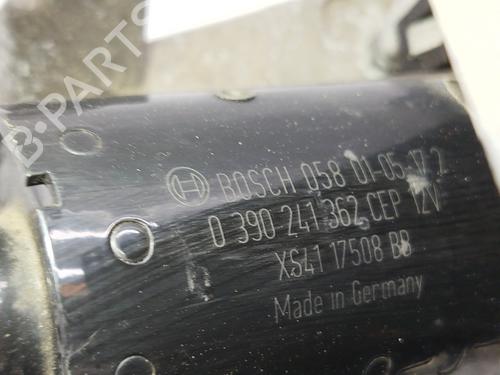 B-PARTS
BOSCH 058 01-05-17 2
0 390 241 362 CEP 12V
XS41 17508 BB
Made in Germany